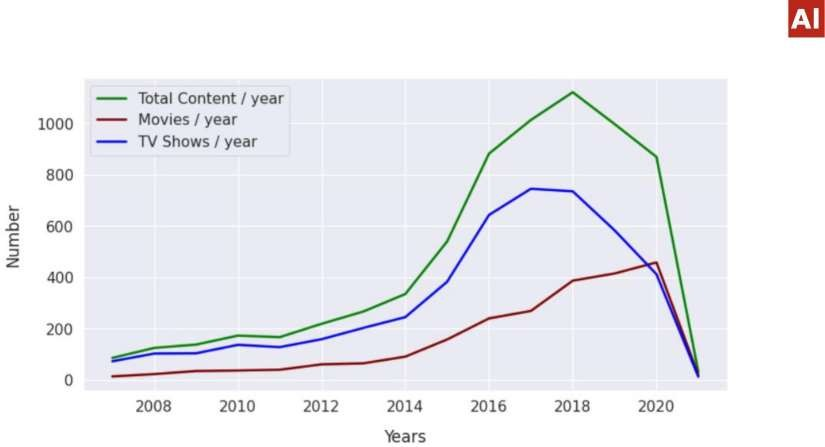 AI
Total Content / year
Movies / year
TV Shows / year
1000
800
600
400
200
0
Number
2008 2010 2012 2014 2016 2018 2020
Years